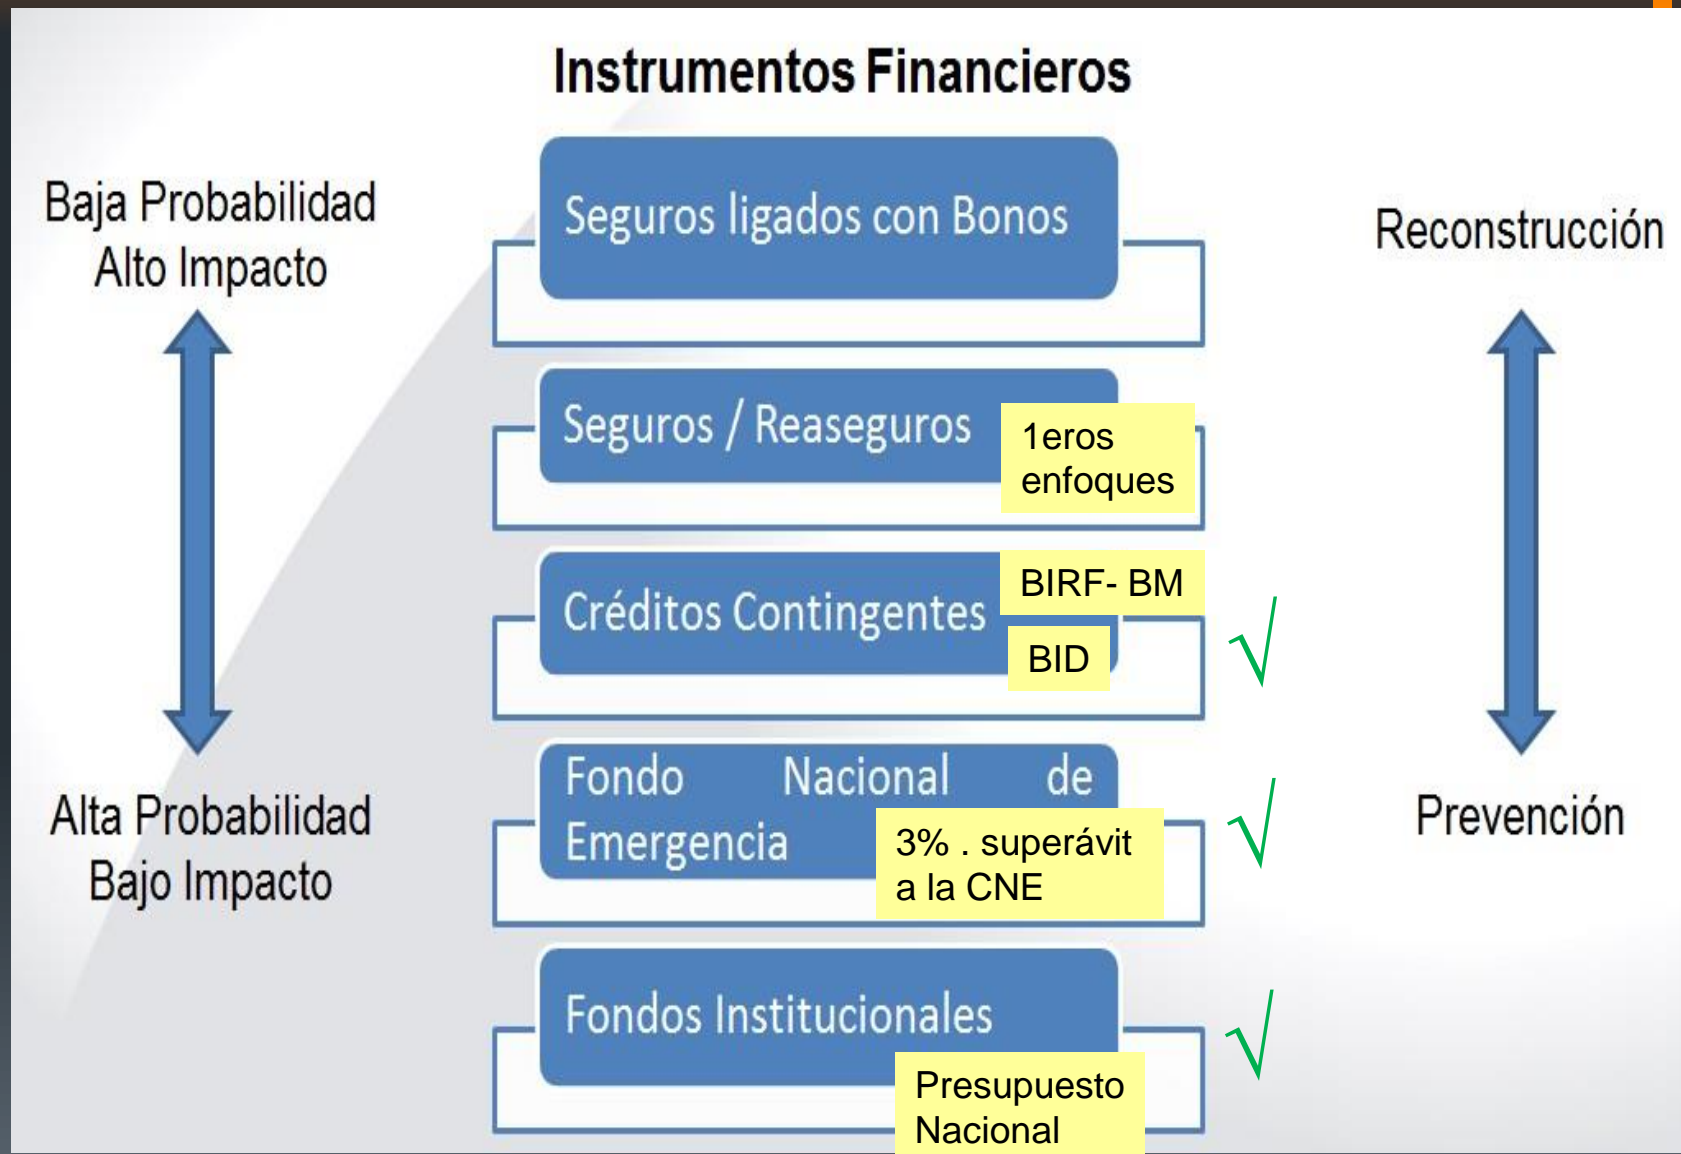 Instrumentos Financieros
Baja Probabilidad
Alto Impacto
Seguros ligados con Bonos
Reconstrucción
Seguros / Reaseguros
1eros
enfoques
Créditos Contingentes
BIRF- BM
BID
√
Fondo Nacional de
Emergencia
3% . superávit
a la CNE
√
Alta Probabilidad
Bajo Impacto
Prevención
Fondos Institucionales
Presupuesto
Nacional
√